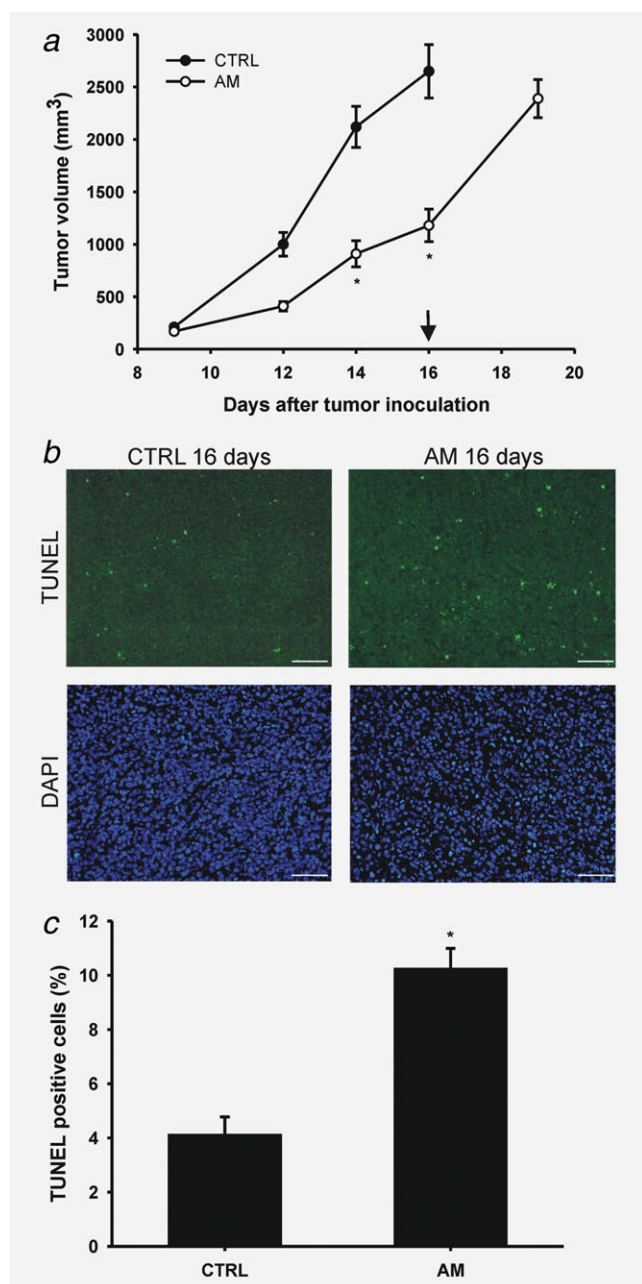 a
3000
2500
2000
1500
1000
500
0
Tumor volume (mm³)
CTRL
AM
*
*
8
10
12
14
16
18
20
Days after tumor inoculation
b
CTRL 16 days
AM 16 days
TUNEL
DAPI
c
12
10
8
6
4
2
0
TUNEL positive cells (%)
*
CTRL
AM